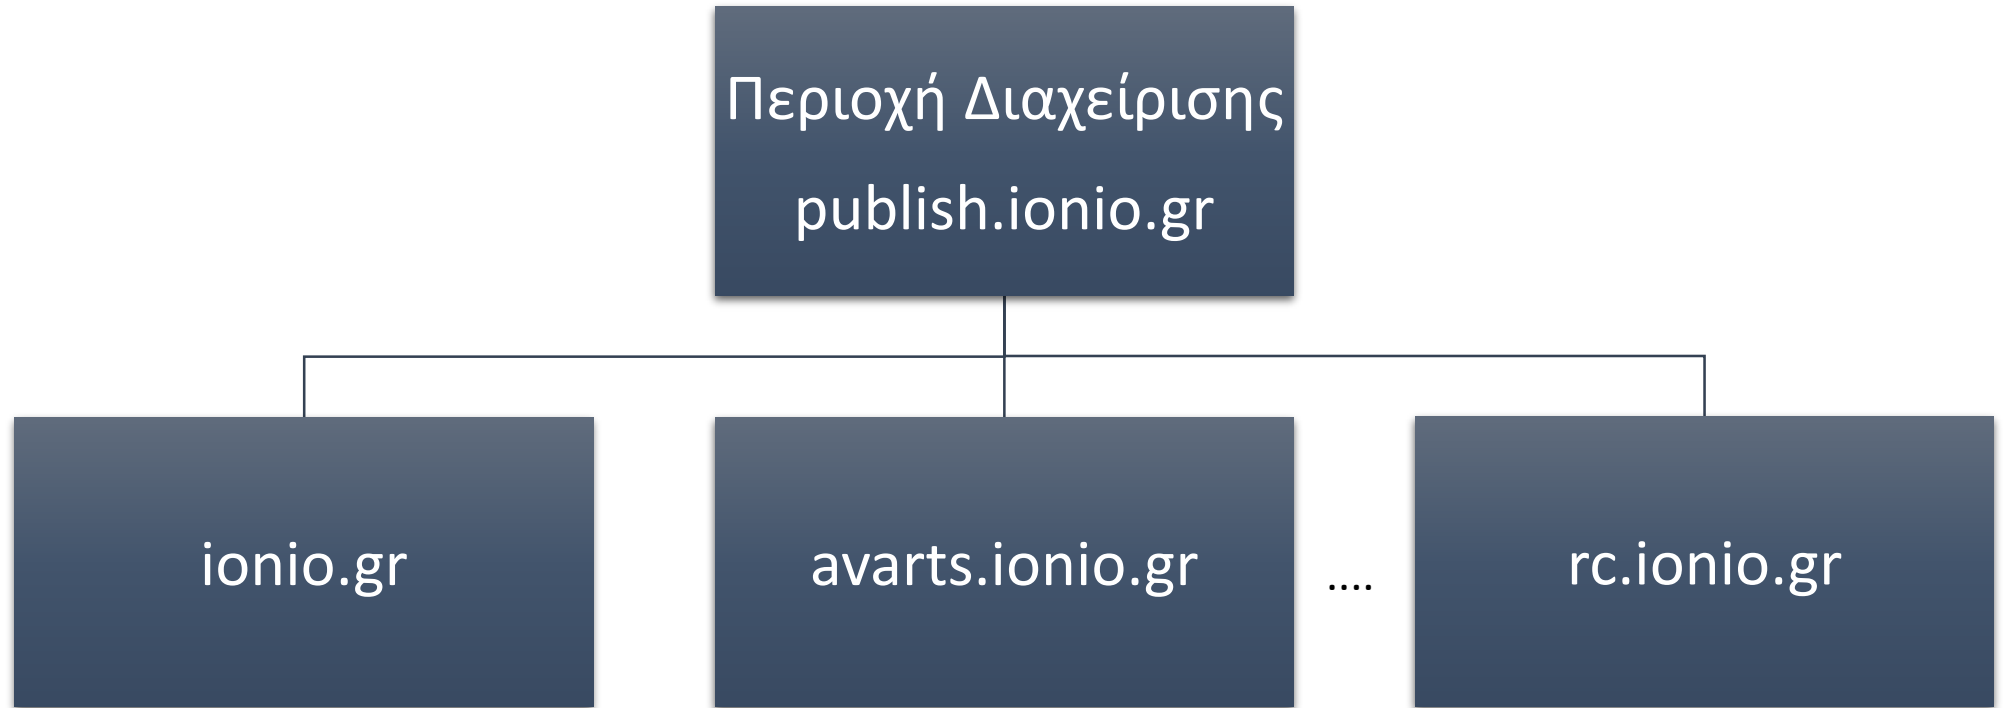 Περιοχή Διαχείρισης
publish.ionio.gr
ionio.gr
avarts.ionio.gr
....
rc.ionio.gr